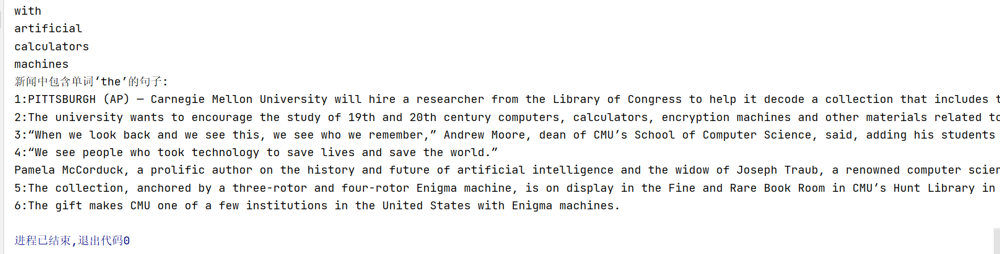 with
artificial
calculators
machines
新闻中包含单词‘the’的句子:
1:PITTSBURGH (AP) — Carnegie Mellon University will hire a researcher from the Library of Congress to help it decode a collection that includes
2:The university wants to encourage the study of 19th and 20th century computers, calculators, encryption machines and other materials related to
3:“When we look back and we see this, we see who we remember,” Andrew Moore, dean of CMU’s School of Computer Science, said, adding his students
4:“We see people who took technology to save lives and save the world.”
Pamela McCorduck, a prolific author on the history and future of artificial intelligence and the widow of Joseph Traub, a renowned computer
5:The collection, anchored by a three-rotor and four-rotor Enigma machine, is on display in the Fine and Rare Book Room in CMU’s Hunt Library in
6:The gift makes CMU one of a few institutions in the United States with Enigma machines.
进程已结束,退出代码0